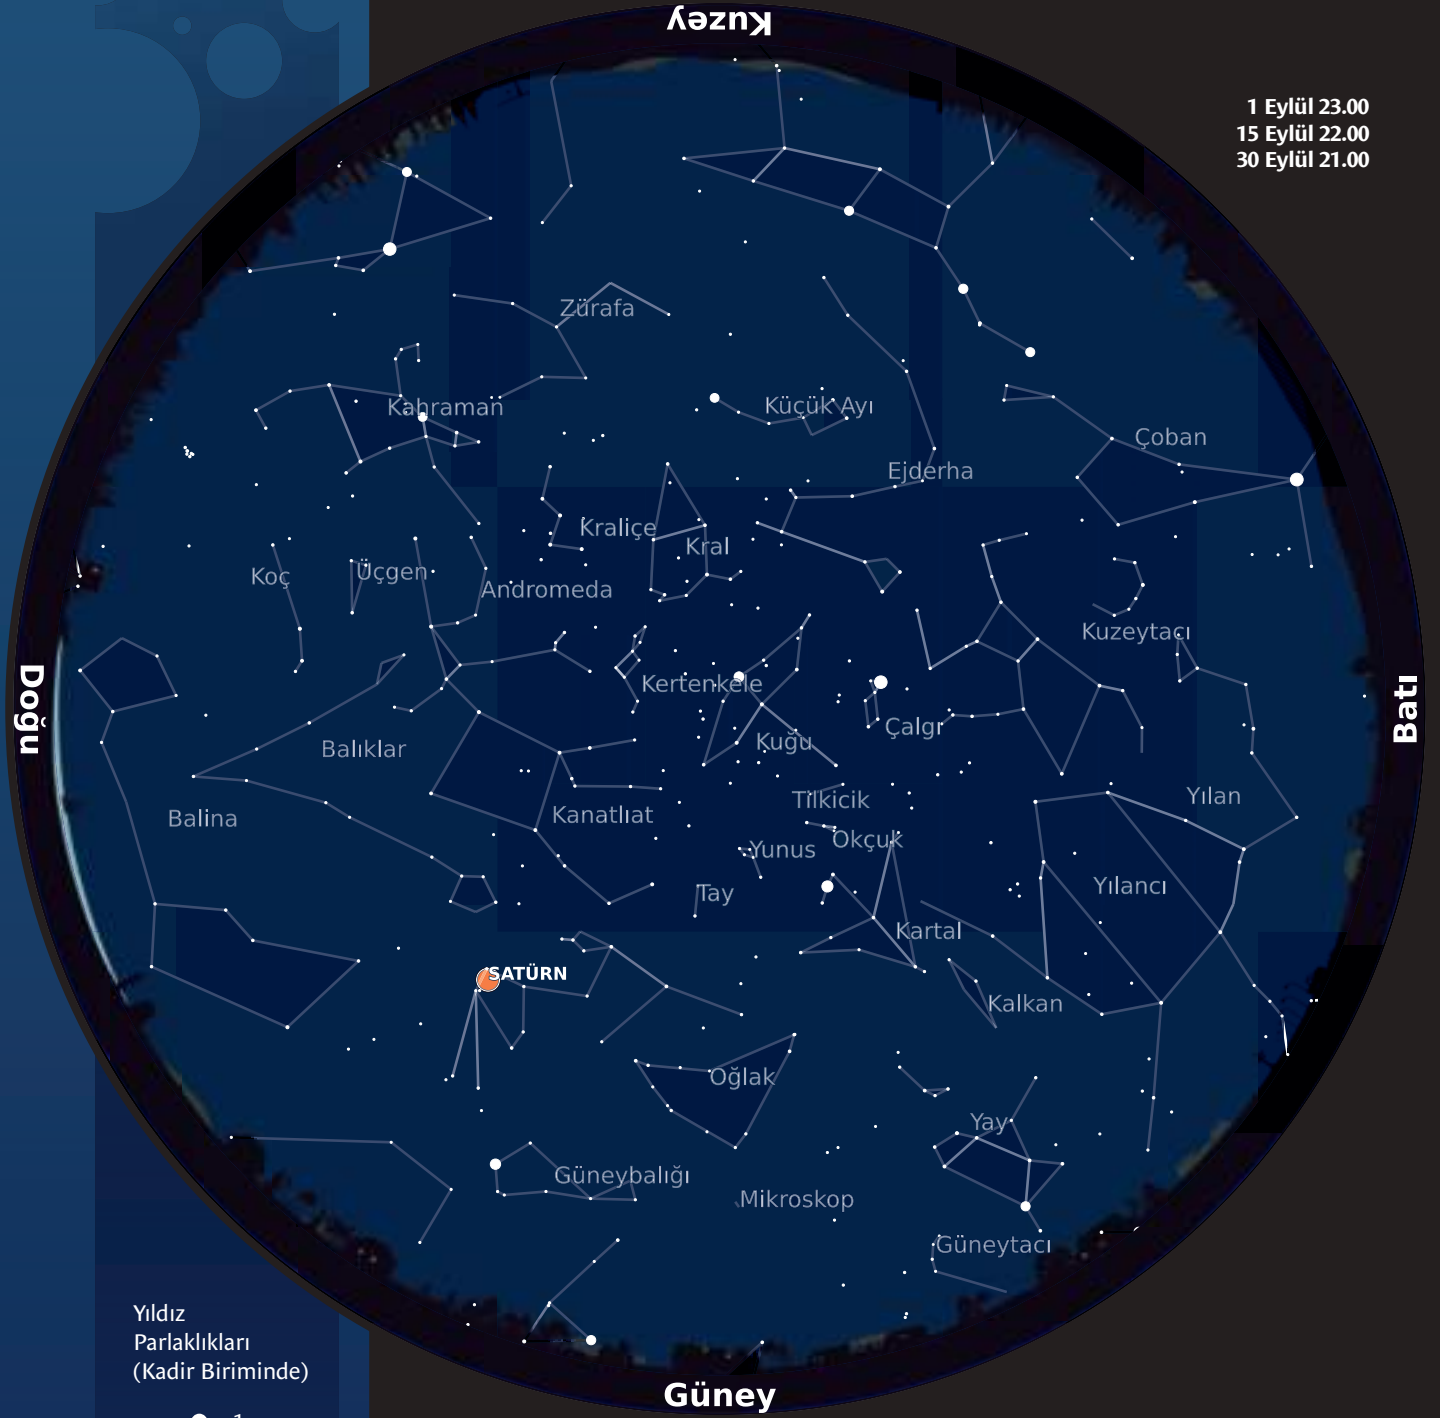 Kuzey
1 Eylül 23.00
15 Eylül 22.00
30 Eylül 21.00
Zürafa
Kahraman
Küçük Ayı
Çoban
Ejderha
Kraliçe
Kral
Koç
Üçgen
Andromeda
Kuzeytacı
Kertenkele
Doğu
Batı
Çalgı
Kuğu
Balıklar
Tilkicik
Yılan
Balina
Kanatlıat
Okçuk
Yunus
Yılancı
Tay
Kartal
SATÜRN
Kalkan
Oğlak
Yay
Güneybalığı
Mikroskop
Güneytacı
Yıldız
Parlaklıkları
(Kadir Biriminde)
Güney